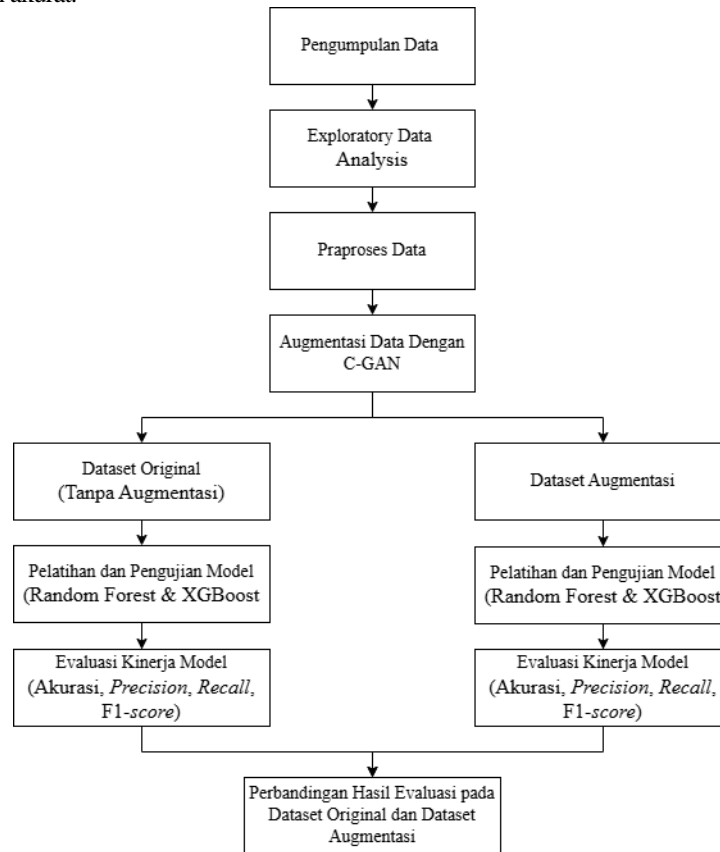 akurat.
Pengumpulan Data
Exploratory Data
Analysis
Praproses Data
Augmentasi Data Dengan
C-GAN
Dataset Original
(Tanpa Augmentasi)
Dataset Augmentasi
Pelatihan dan Pengujian Model
(Random Forest & XGBoost
Pelatihan dan Pengujian Model
(Random Forest & XGBoost
Evaluasi Kinerja Model
(Akurasi, Precision, Recall,
F1-score)
Evaluasi Kinerja Model
(Akurasi, Precision, Recall,
F1-score)
Perbandingan Hasil Evaluasi pada
Dataset Original dan Dataset
Augmentasi